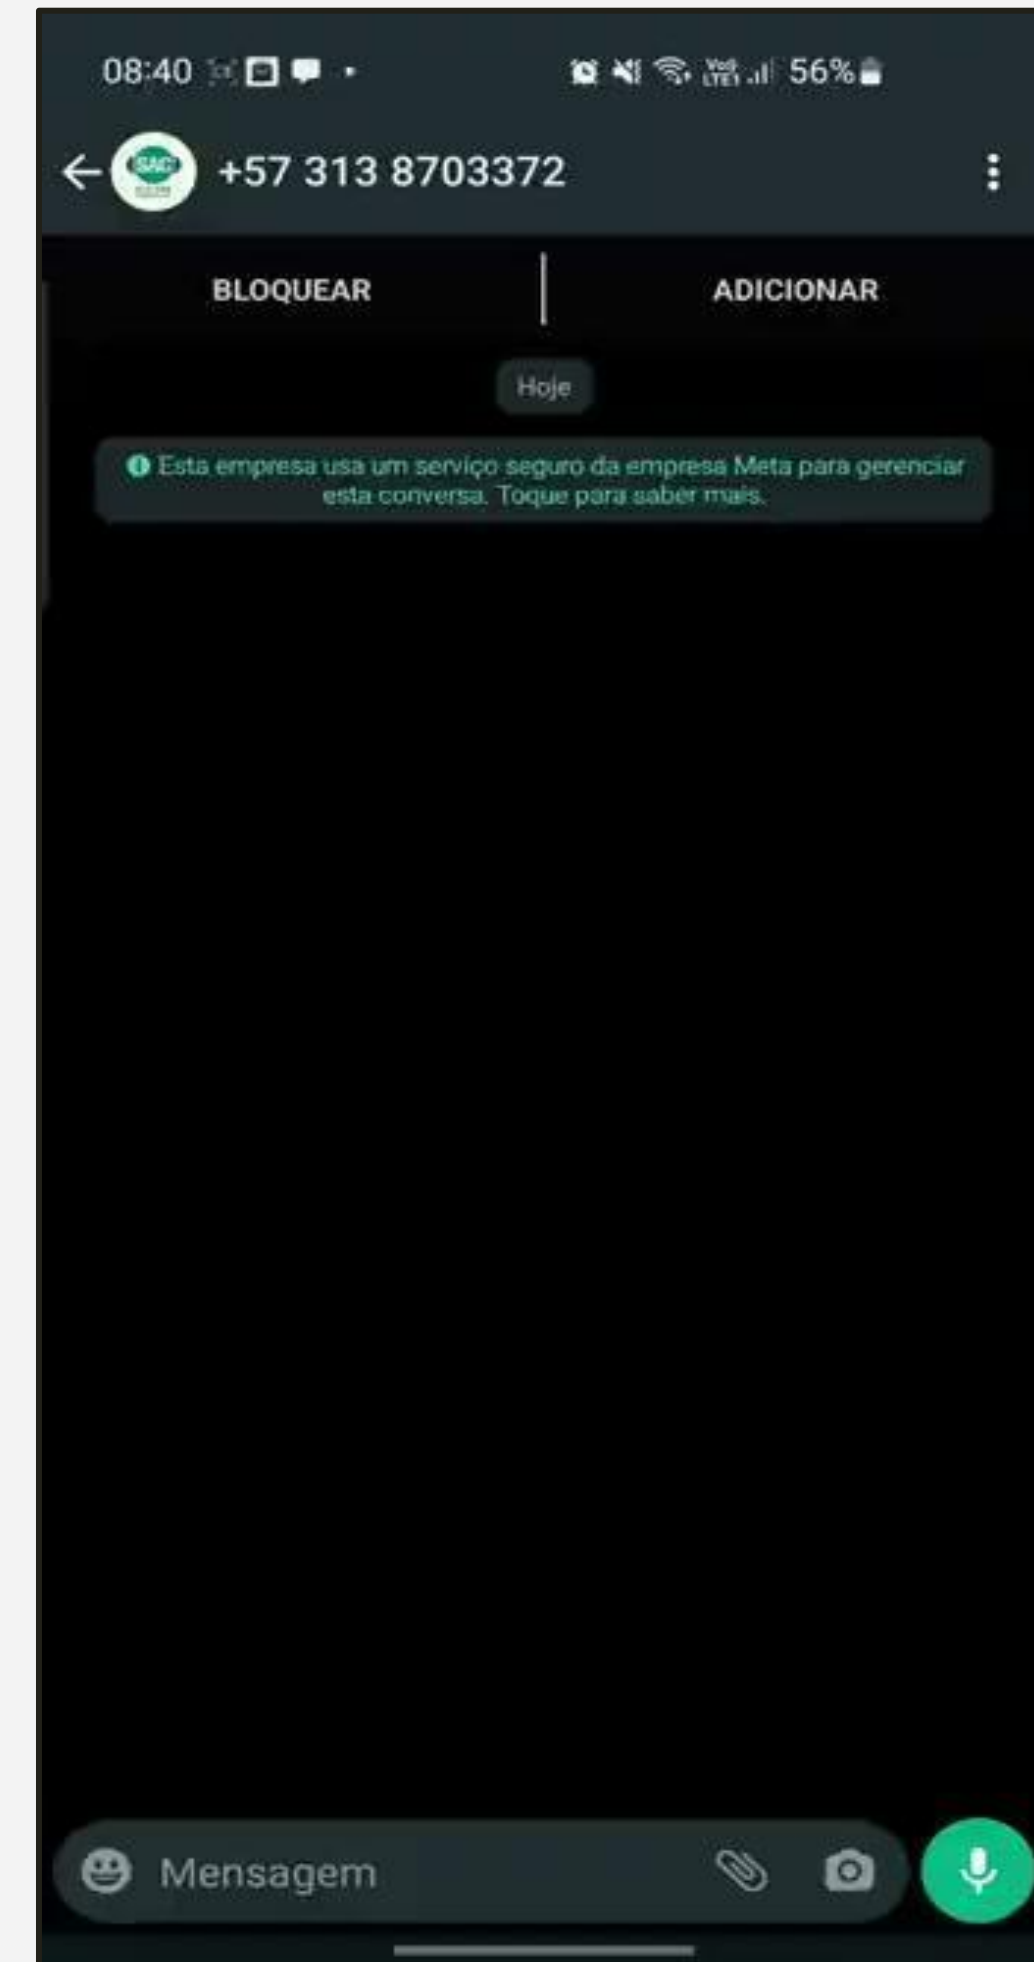 08:40
56%
SAC
+57 313 8703372
BLOQUEAR
ADICIONAR
Hoje
Esta empresa usa um serviço seguro da empresa Meta para gerenciar
esta conversa. Toque para saber mais.
Mensagem